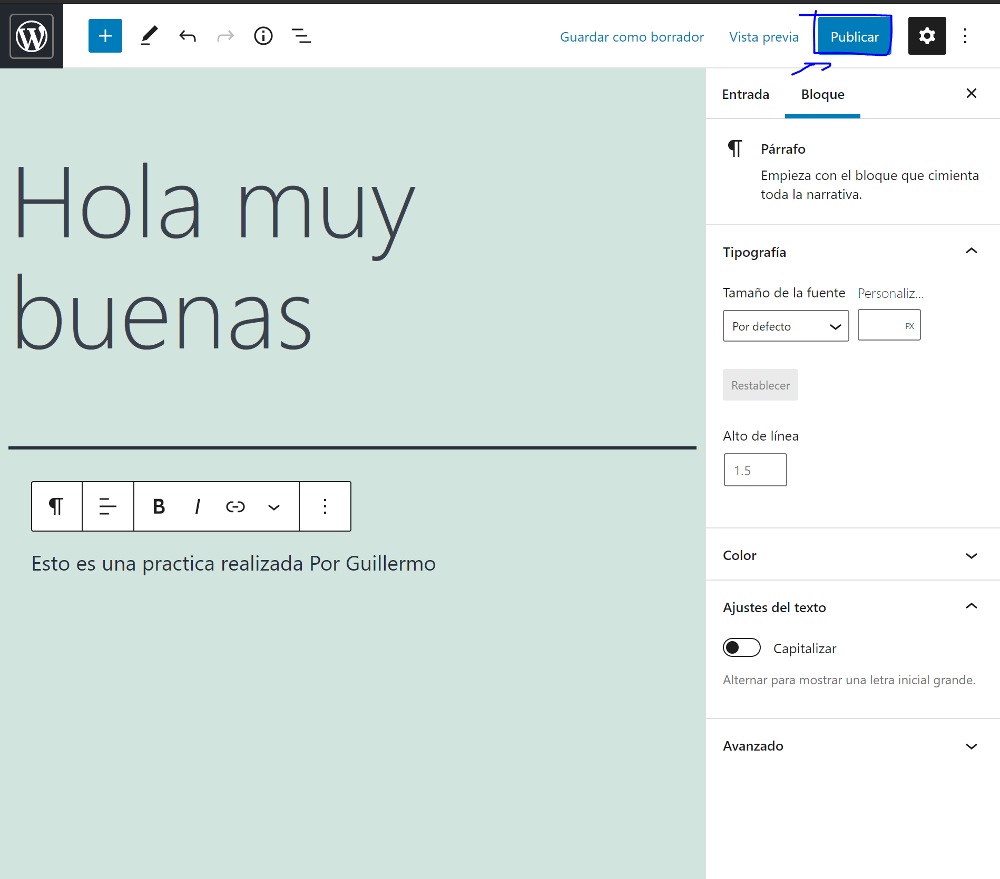 Guardar como borrador
Vista previa
Publicar
Entrada
Bloque
Hola muy
buenas
Esto es una practica realizada Por Guillermo
Párrafo
Empieza con el bloque que cimienta
toda la narrativa.
Tipografía
Tamaño de la fuente
Personaliz...
Por defecto
PX
Restablecer
Alto de línea
1.5
Color
Ajustes del texto
Capitalizar
Alternar para mostrar una letra inicial grande.
Avanzado